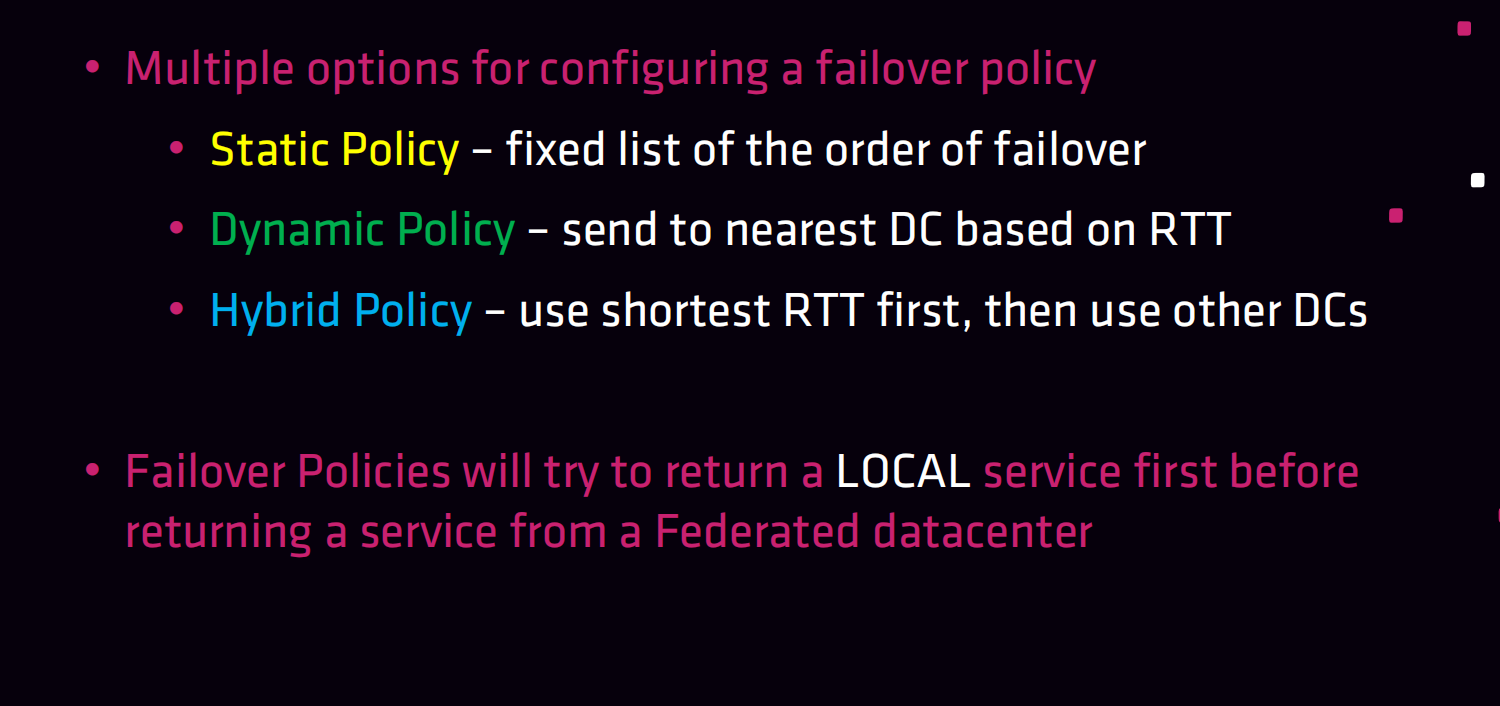 • Multiple options for configuring a failover policy
• Static Policy – fixed list of the order of failover
• Dynamic Policy – send to nearest DC based on RTT
• Hybrid Policy – use shortest RTT first, then use other DCs
• Failover Policies will try to return a LOCAL service first before
returning a service from a Federated datacenter